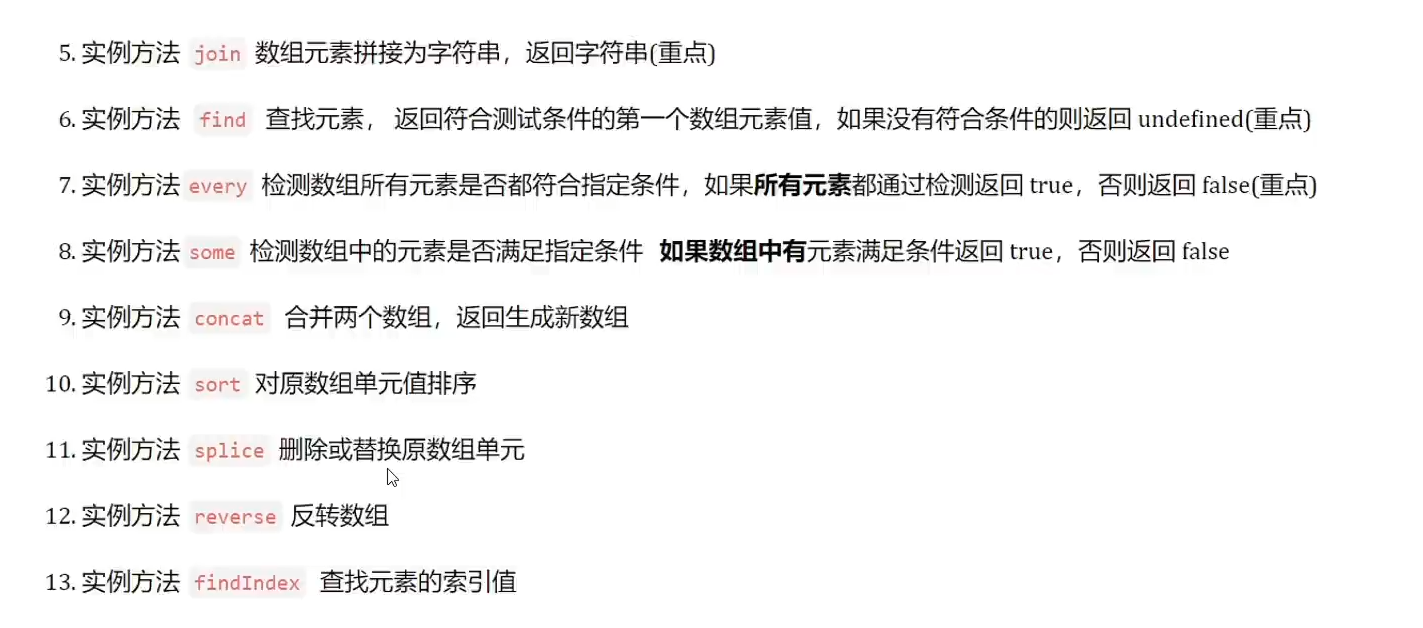 5. 实例方法 join 数组元素拼接为字符串，返回字符串(重点)
6. 实例方法 find 查找元素， 返回符合测试条件的第一个数组元素值，如果没有符合条件的则返回 undefined(重点)
7. 实例方法 every 检测数组所有元素是否都符合指定条件，如果所有元素都通过检测返回 true，否则返回 false(重点)
8. 实例方法 some 检测数组中的元素是否满足指定条件 如果数组中有元素满足条件返回 true，否则返回 false
9. 实例方法 concat 合并两个数组，返回生成新数组
10. 实例方法 sort 对原数组单元值排序
11. 实例方法 splice 删除或替换原数组单元
12. 实例方法 reverse 反转数组
13. 实例方法 findIndex 查找元素的索引值